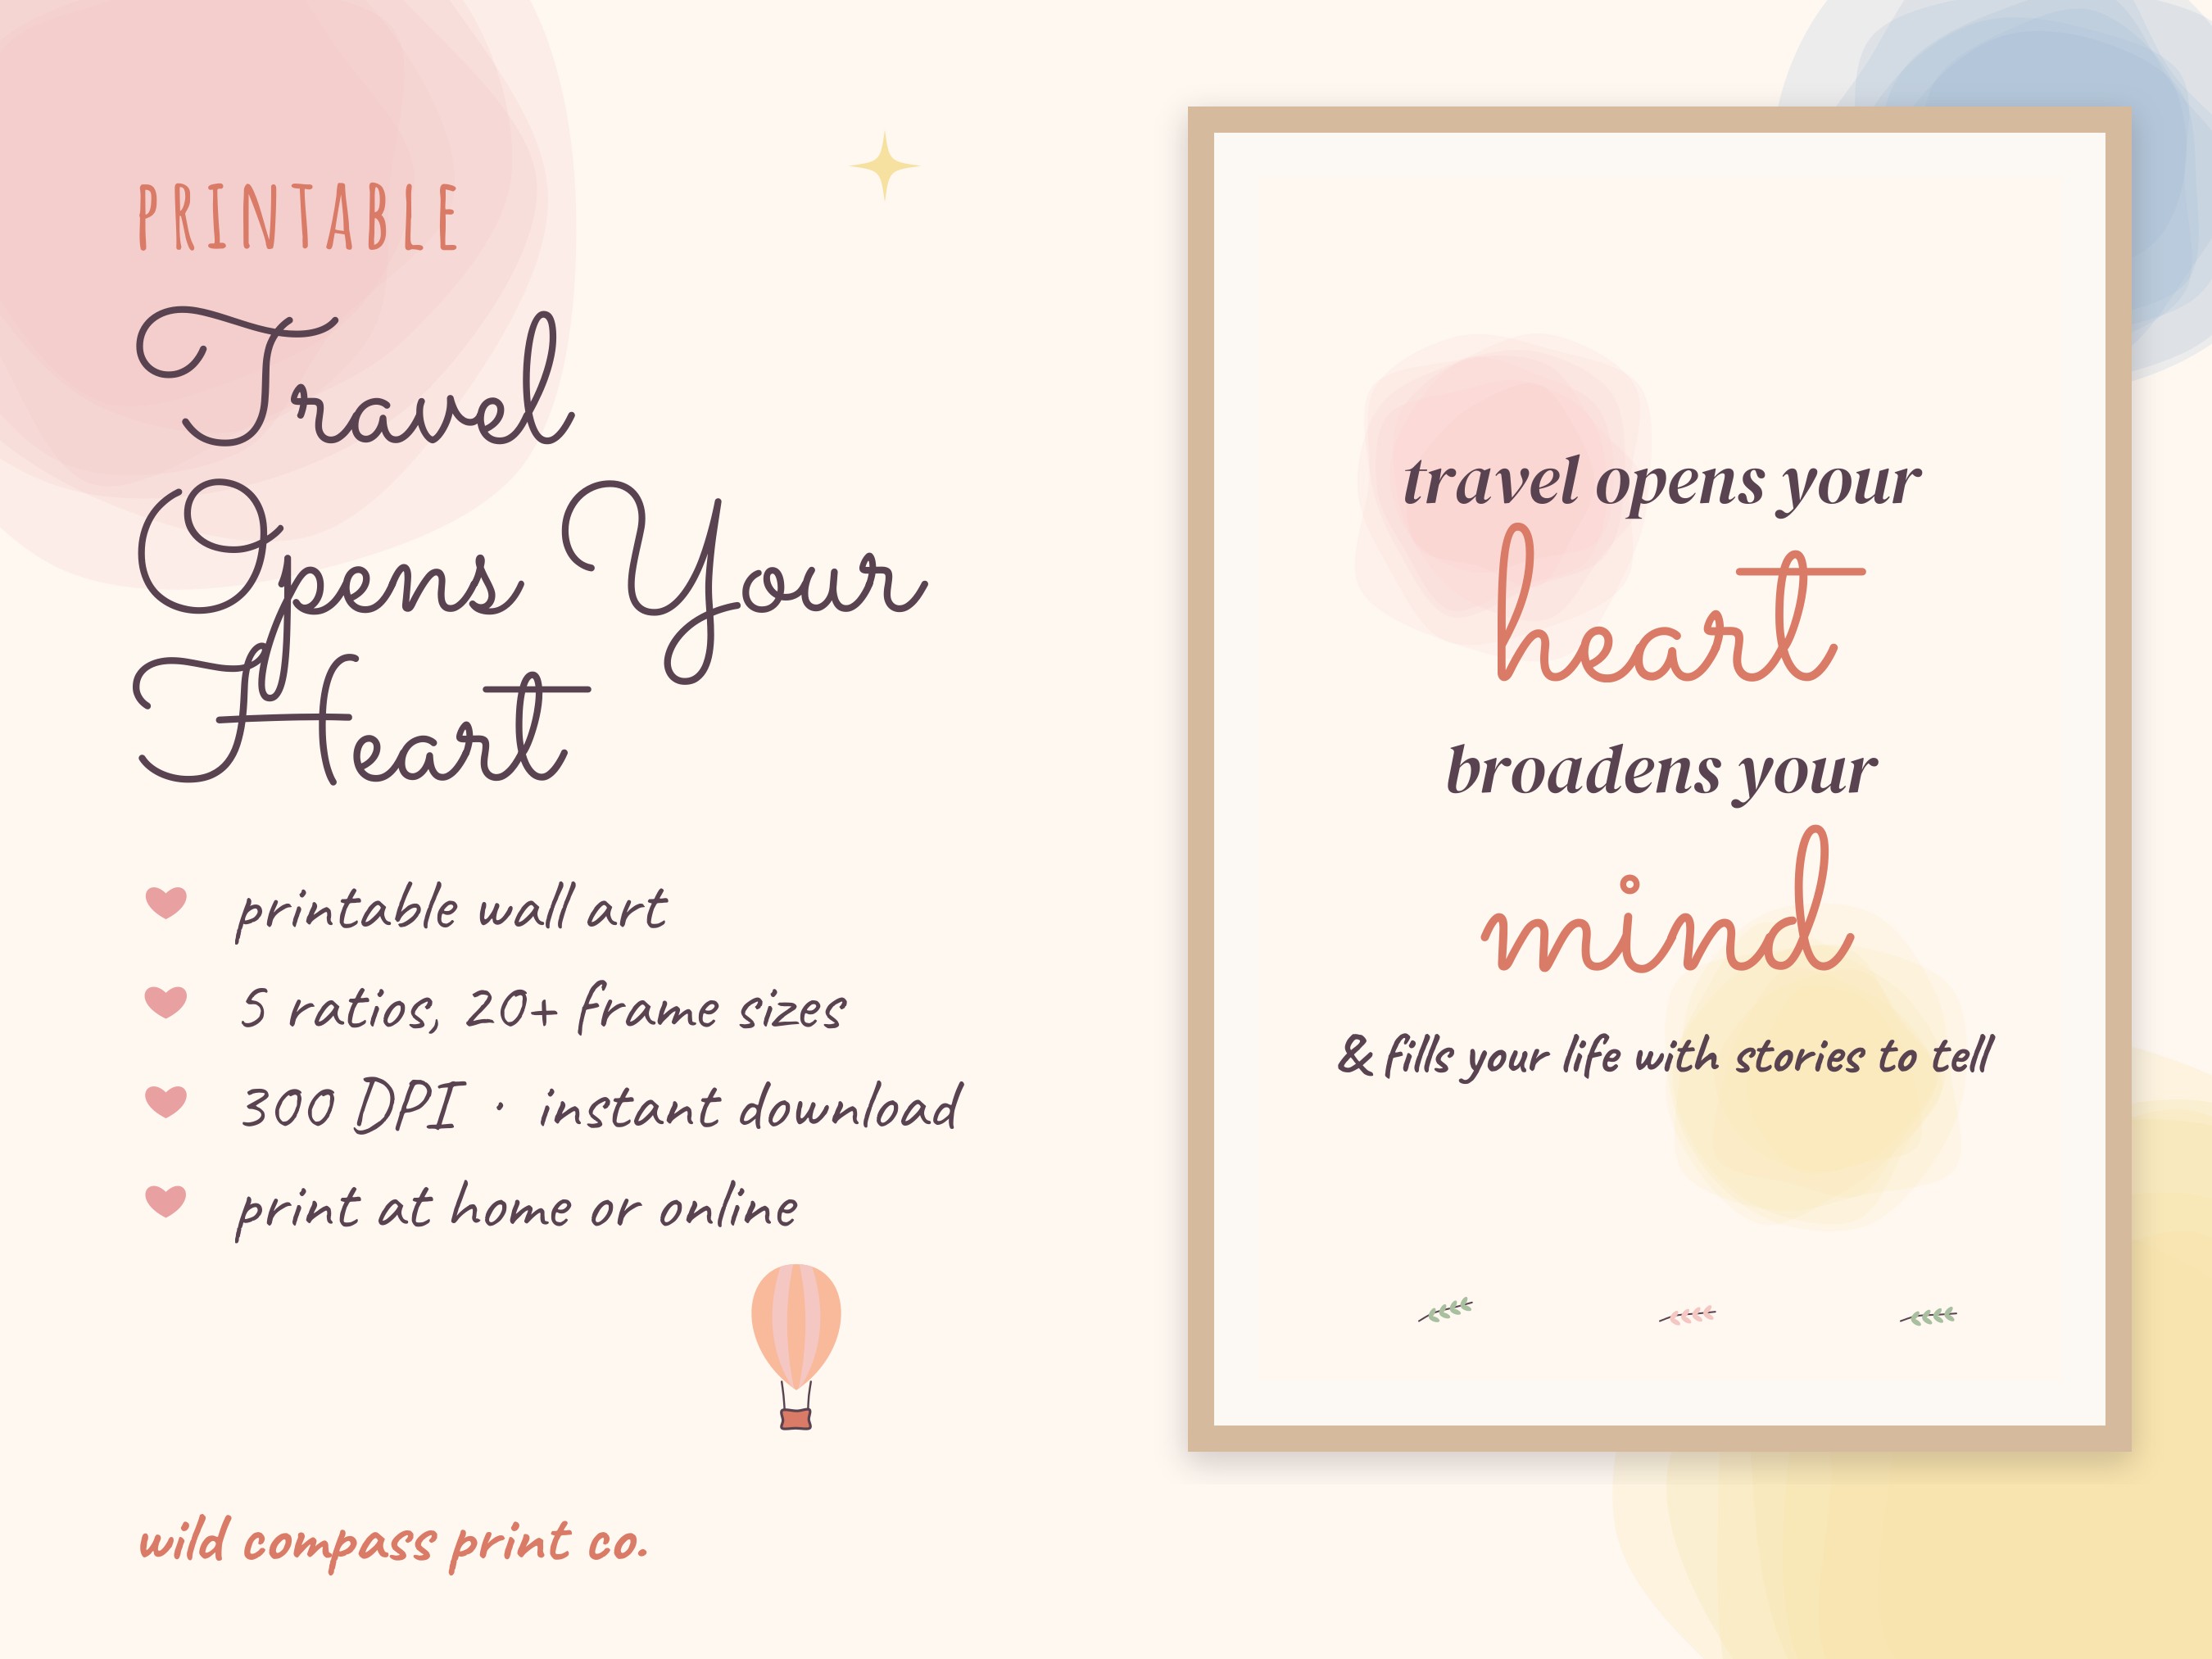 PRINTABLE
Travel
Opens Your
Heart
printable wall art
5 ratios, 20+ frame sizes
300 DPI · instant download
print at home or online
wild compass print co.
travel opens your
heart
broadens your
mind
& fills your life with stories to tell